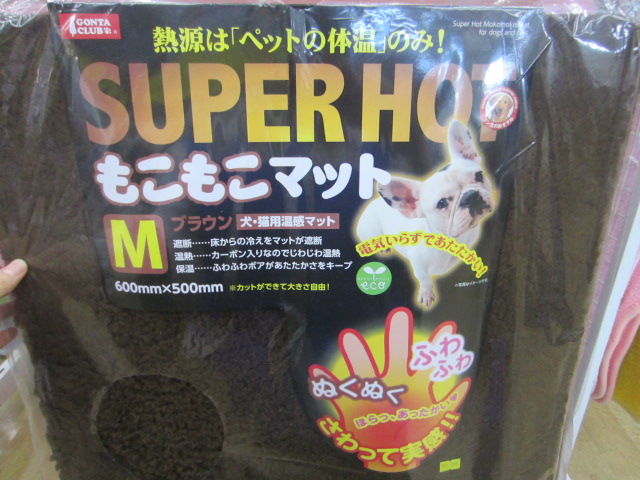 GONTA
CLUB
Super Hot Mokomoko
for dogs and
熱源は「ペットの体温」のみ!
SUPER HOT
もこもこマット
M
ブラウン 犬・猫用温感マット
遮断……床からの冷えをマットが遮断
温熱……カーボン入りなのでじわじわ温熱
保温……ふわふわボアがあたたかさをキープ
600mm×500mm ※カットができて大きさ自由!
電気いらずであたたかい!
eco
ぬくぬく
ふわ
ふわ
ほらっ、あったかい
さわって実感!!